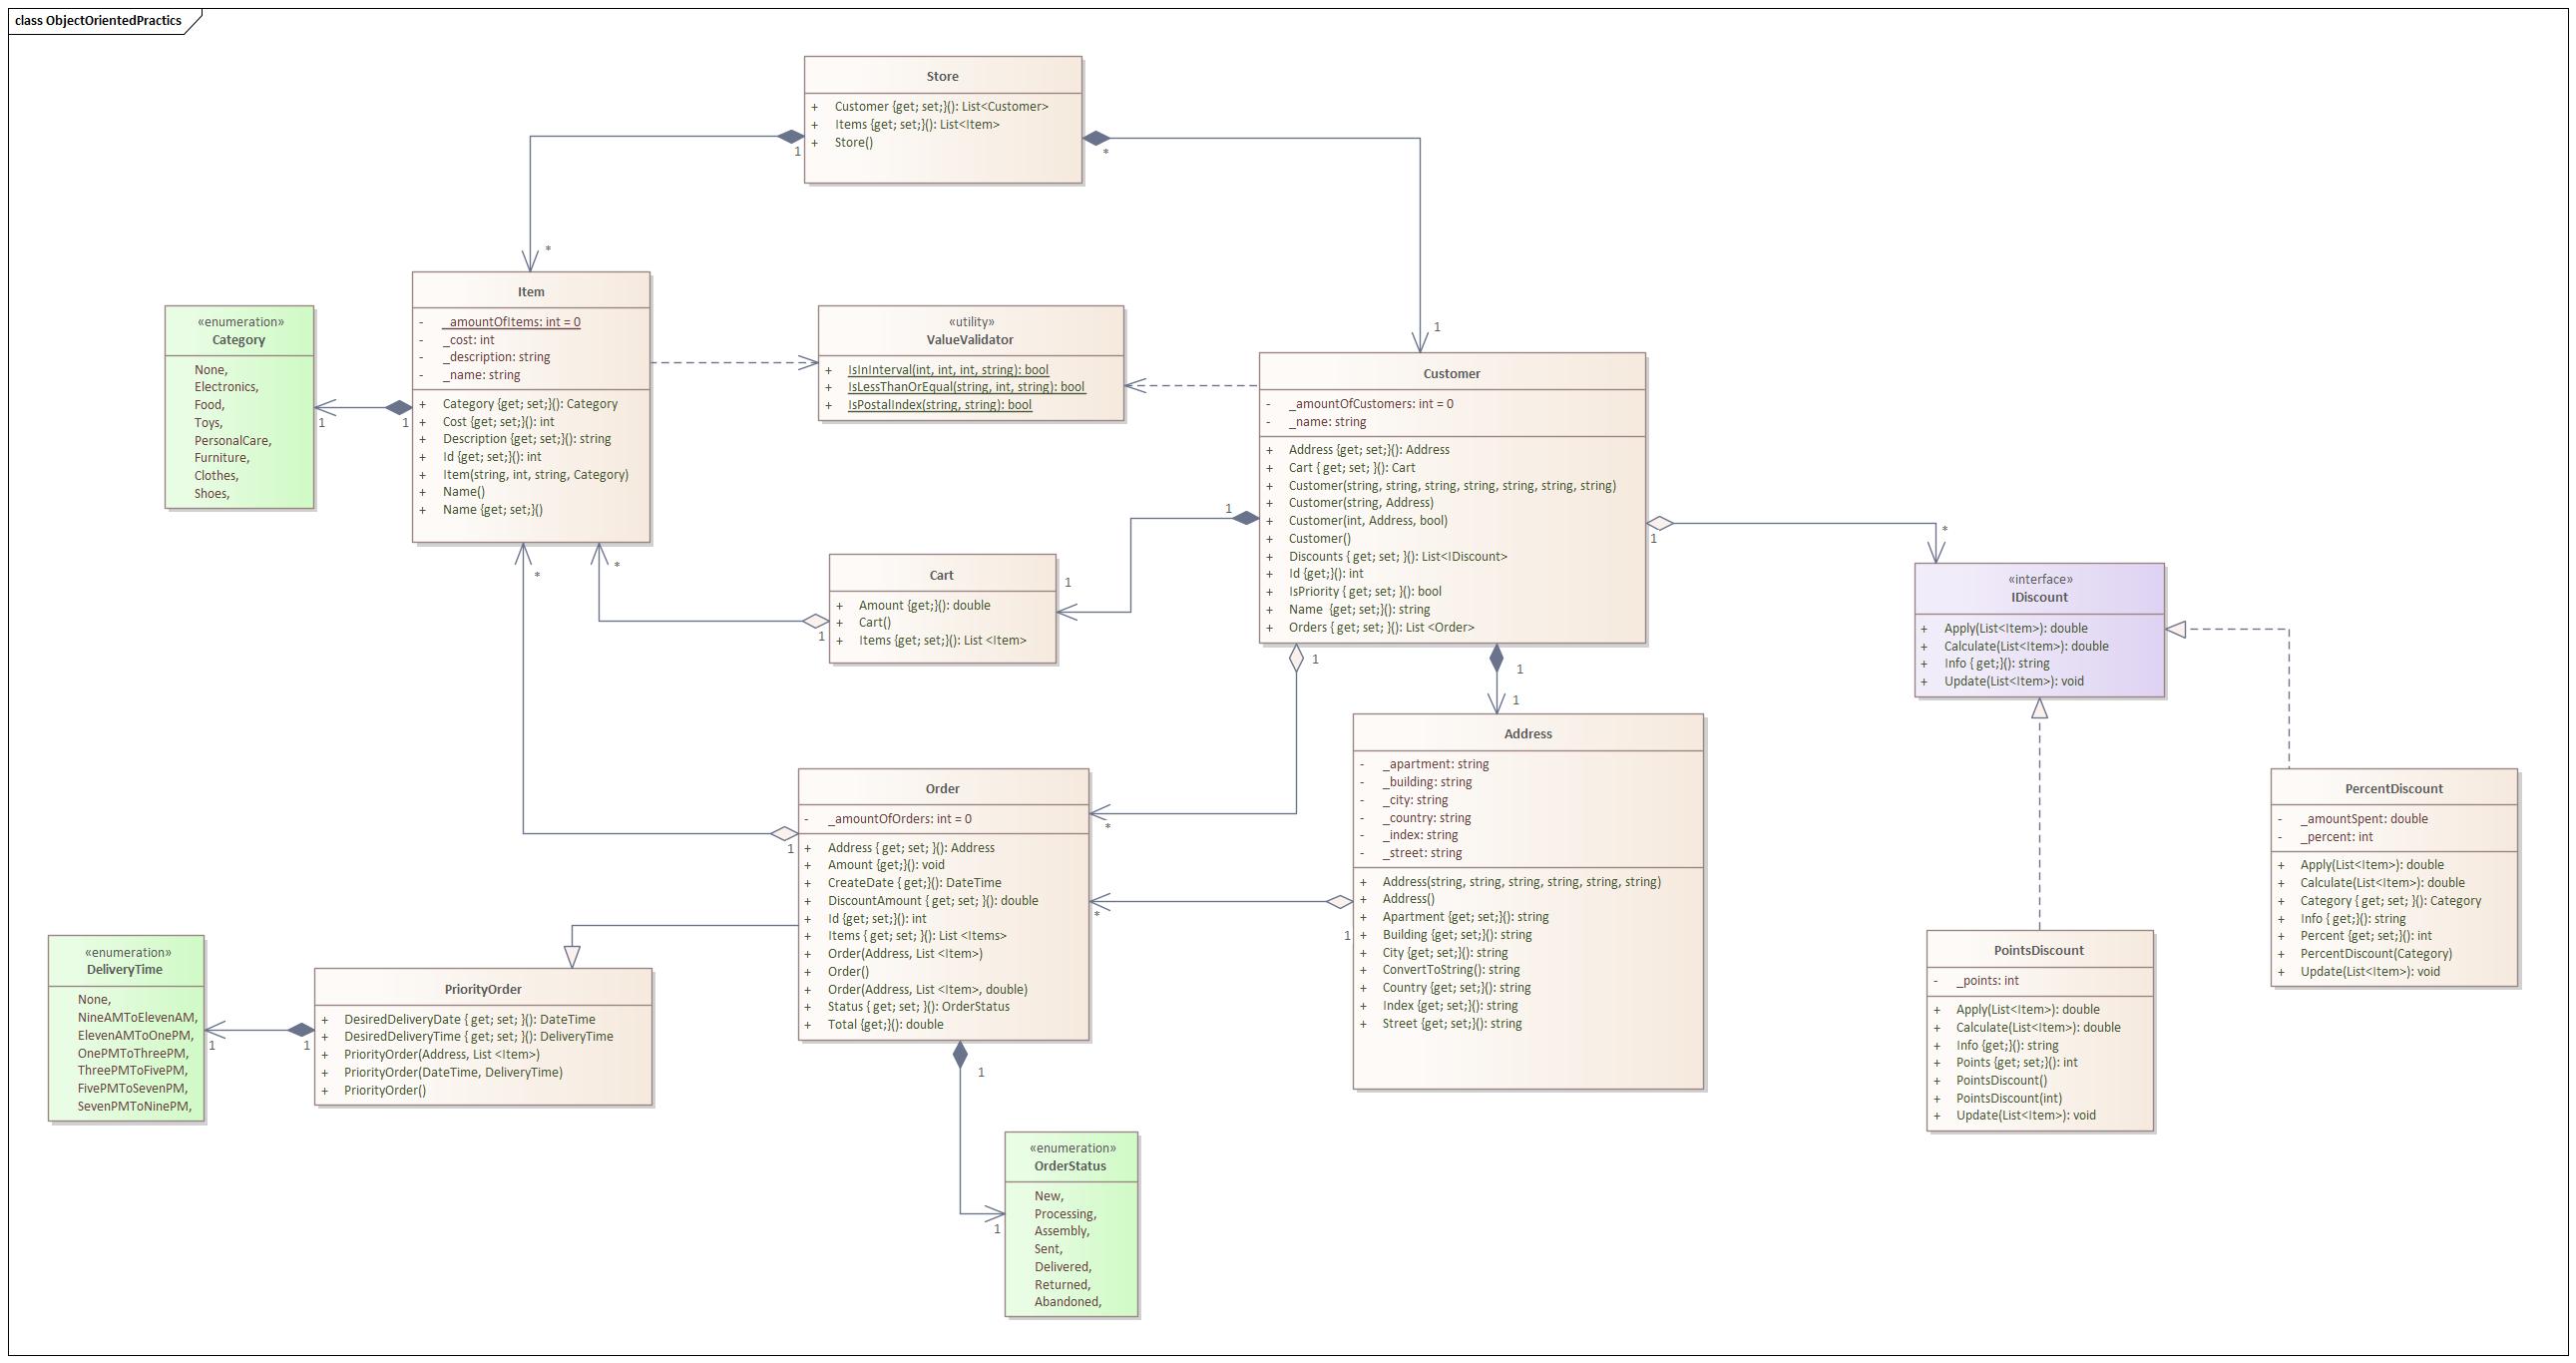 class ObjectOrientedPractics
Store
+ Customer {get; set;}(): List<Customer>
+ Items {get; set;}(): List<Item>
+ Store()
1
*
*
1
Item
- _amountOfItems: int = 0
- _cost: int
- _description: string
- _name: string
+ Category {get; set;}(): Category
+ Cost {get; set;}(): int
+ Description {get; set;}(): string
+ Id {get; set;}(): int
+ Item(string, int, string, Category)
+ Name()
+ Name {get; set;}()
«enumeration»
Category
None,
Electronics,
Food,
Toys,
PersonalCare,
Furniture,
Clothes,
Shoes,
1
1
«utility»
ValueValidator
+ IsInInterval(int, int, int, string): bool
+ IsLessThanOrEqual(string, int, string): bool
+ IsPostalIndex(string, string): bool
Customer
- _amountOfCustomers: int = 0
- _name: string
+ Address {get; set;}(): Address
+ Cart { get; set; }(): Cart
+ Customer(string, string, string, string, string, string, string)
+ Customer(string, Address)
+ Customer(int, Address, bool)
+ Customer()
+ Discounts { get; set; }(): List<IDiscount>
+ Id {get;}(): int
+ IsPriority { get; set; }(): bool
+ Name {get; set;}(): string
+ Orders { get; set; }(): List <Order>
1
1
1
*
Cart
+ Amount {get;}(): double
+ Cart()
+ Items {get; set;}(): List <Item>
*
*
1
«interface»
IDiscount
+ Apply(List<Item>): double
+ Calculate(List<Item>): double
+ Info { get;}(): string
+ Update(List<Item>): void
1
1
1
Address
- _apartment: string
- _building: string
- _city: string
- _country: string
- _index: string
- _street: string
+ Address(string, string, string, string, string, string)
+ Address()
+ Apartment {get; set;}(): string
+ Building {get; set;}(): string
+ City {get; set;}(): string
+ ConvertToString(): string
+ Country {get; set;}(): string
+ Index {get; set;}(): string
+ Street {get; set;}(): string
Order
- _amountOfOrders: int = 0
+ Address { get; set; }(): Address
+ Amount {get;}(): void
+ CreateDate { get;}(): DateTime
+ DiscountAmount { get; set; }(): double
+ Id {get; set;}(): int
+ Items { get; set; }(): List <Items>
+ Order(Address, List <Item>)
+ Order()
+ Order(Address, List <Item>, double)
+ Status { get; set; }(): OrderStatus
+ Total {get;}(): double
1
*
*
1
PercentDiscount
- _amountSpent: double
- _percent: int
+ Apply(List<Item>): double
+ Calculate(List<Item>): double
+ Category { get; set; }(): Category
+ Info { get;}(): string
+ Percent {get; set;}(): int
+ PercentDiscount(Category)
+ Update(List<Item>): void
PointsDiscount
- _points: int
+ Apply(List<Item>): double
+ Calculate(List<Item>): double
+ Info {get;}(): string
+ Points {get; set;}(): int
+ PointsDiscount()
+ PointsDiscount(int)
+ Update(List<Item>): void
«enumeration»
DeliveryTime
None,
NineAMToElevenAM,
ElevenAMToOnePM,
OnePMToThreePM,
ThreePMToFivePM,
FivePMToSevenPM,
SevenPMToNinePM,
1
1
PriorityOrder
+ DesiredDeliveryDate { get; set; }(): DateTime
+ DesiredDeliveryTime { get; set; }(): DeliveryTime
+ PriorityOrder(Address, List <Item>)
+ PriorityOrder(DateTime, DeliveryTime)
+ PriorityOrder()
1
1
«enumeration»
OrderStatus
New,
Processing,
Assembly,
Sent,
Delivered,
Returned,
Abandoned,